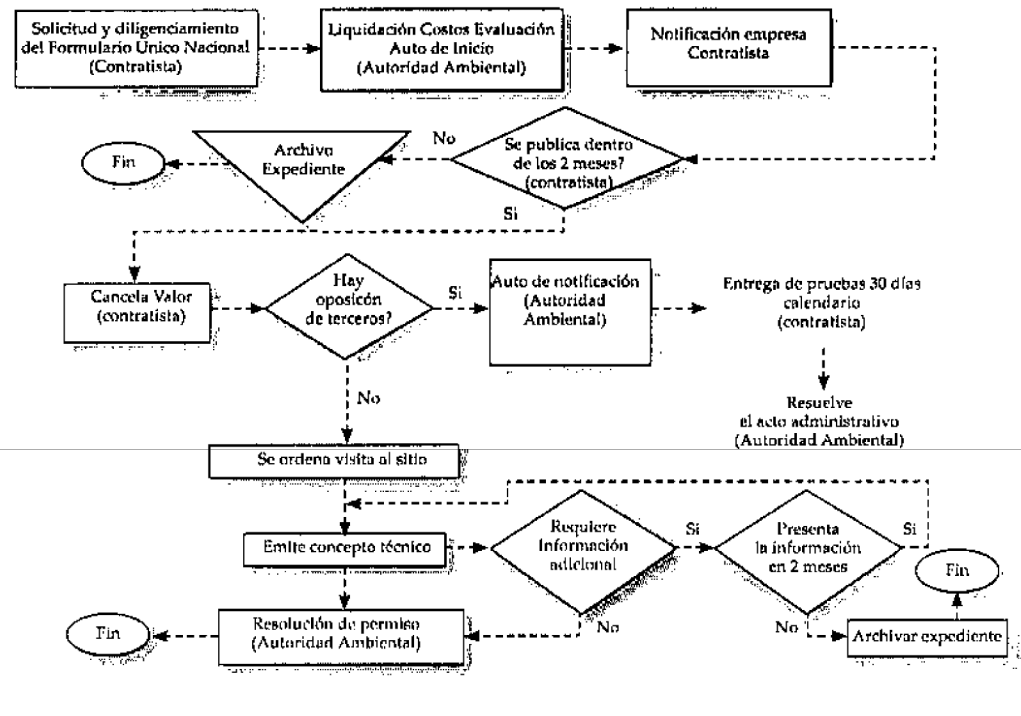 Solicitud y diligenciamiento
del Formulario Unico Nacional
(Contratista)
Liquidación Costos Evaluación
Auto de Inicio
(Autoridad Ambiental)
Notificación empresa
Contratista
Se publica dentro
de los 2 meses?
(contratista)
No
Archivo
Expediente
Fin
Si
Cancela Valor
(contratista)
Hay
oposicón
de terceros?
Si
Auto de notificación
(Autoridad
Ambiental)
Entrega de pruebas 30 días
calendario
(contratista)
Resuelve
el acto administrativo
(Autoridad Ambiental)
No
Se ordena visita al sitio
Emite concepto técnico
Requiere
Información
adicional
Si
Presenta
la información
en 2 meses
Si
Fin
No
Archivar expediente
No
Resolución de permiso
(Autoridad Ambiental)
Fin